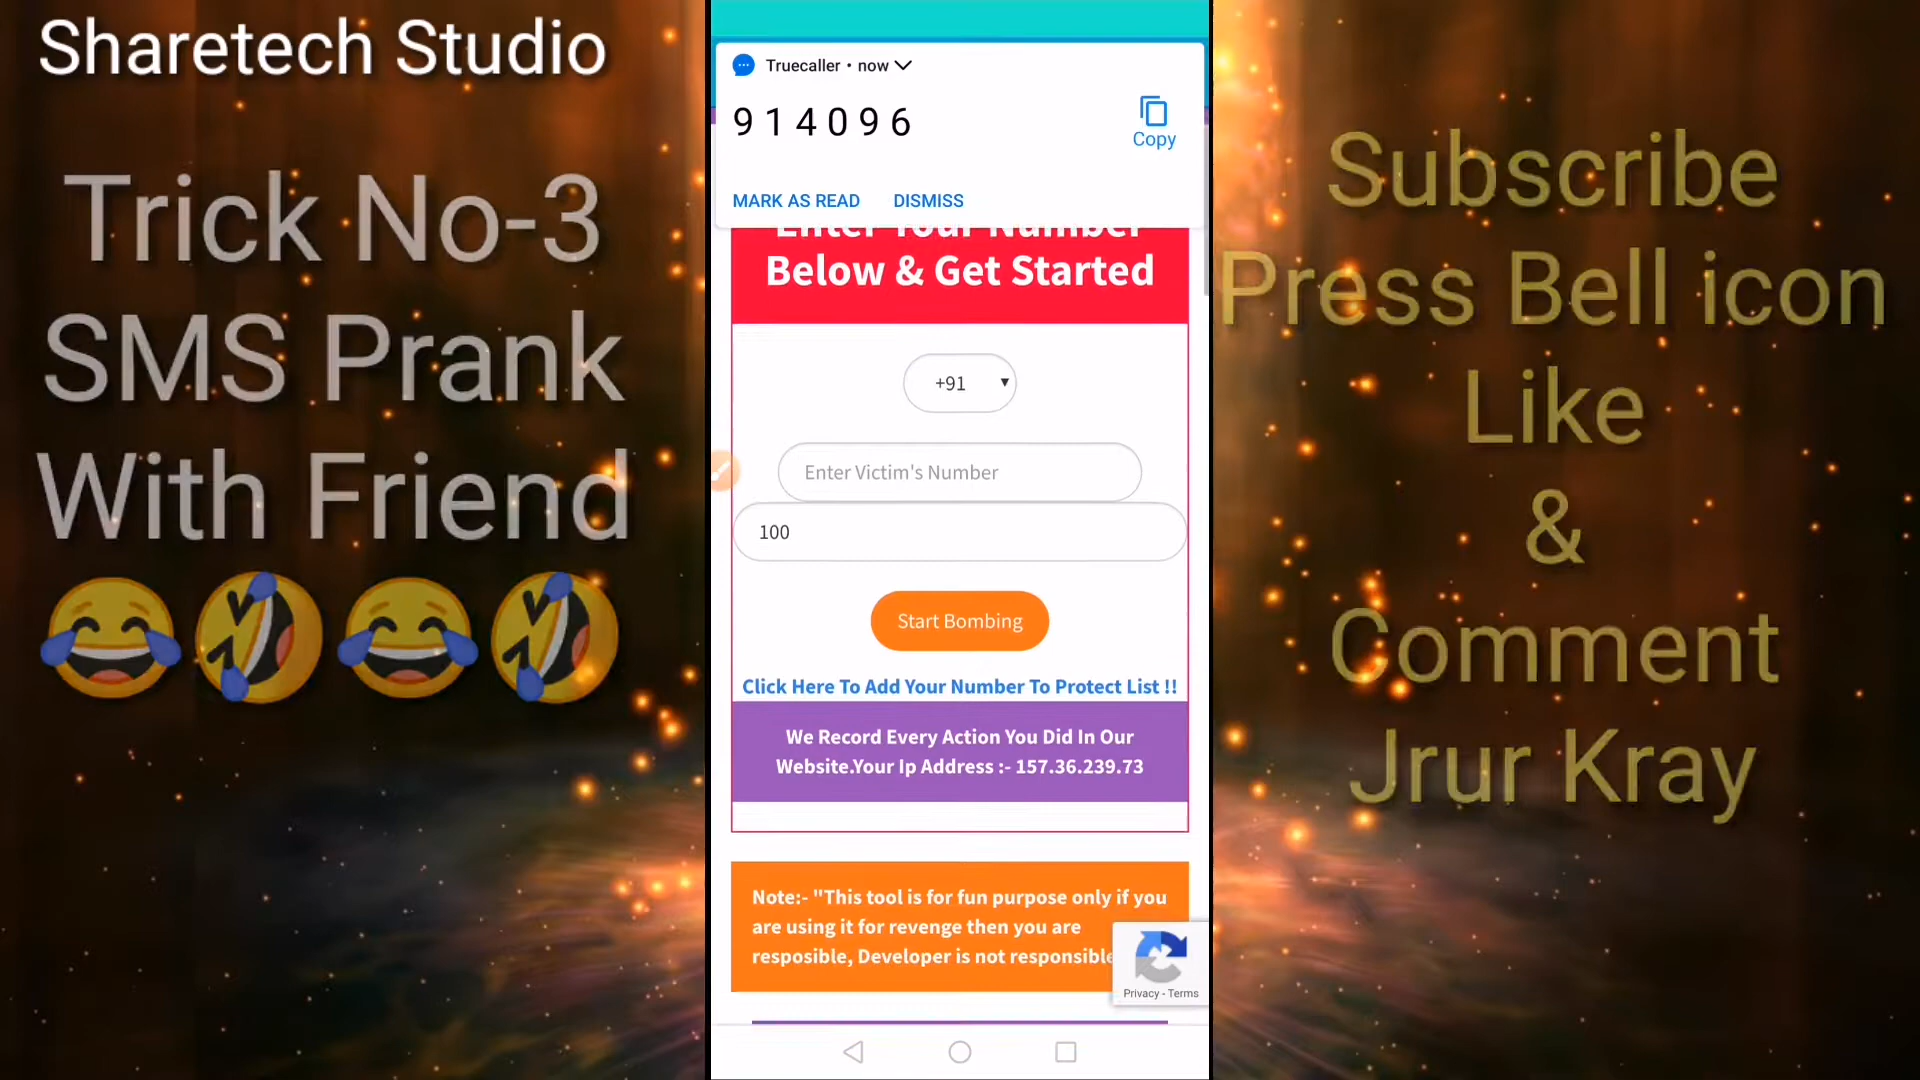 Sharetech Studio
Trick No-3
SMS Prank
With Friend
😂🤣😂🤣
Truecaller • now
914096
Copy
MARK AS READ DISMISS
Enter Your Number
Below & Get Started
+91
Enter Victim's Number
100
Start Bombing
Click Here To Add Your Number To Protect List !!
We Record Every Action You Did In Our
Website.Your Ip Address :- 157.36.239.73
Note:- "This tool is for fun purpose only if you
are using it for revenge then you are
resposible, Developer is not responsible
Privacy - Terms
Subscribe
Press Bell icon
Like
&
Comment
Jrur Kray